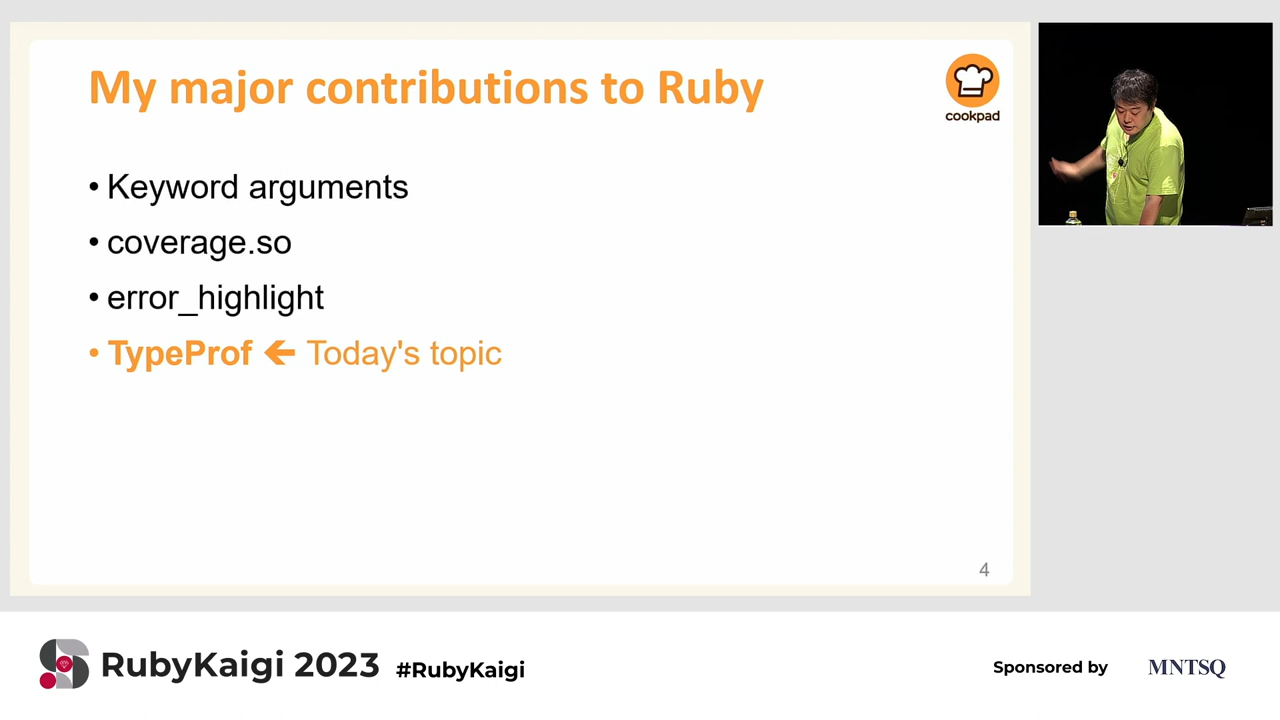 My major contributions to Ruby
cookpad
• Keyword arguments
• coverage.so
• error_highlight
• TypeProf 🡰 Today's topic
4
RubyKaigi 2023 #RubyKaigi
Sponsored by MNTSQ